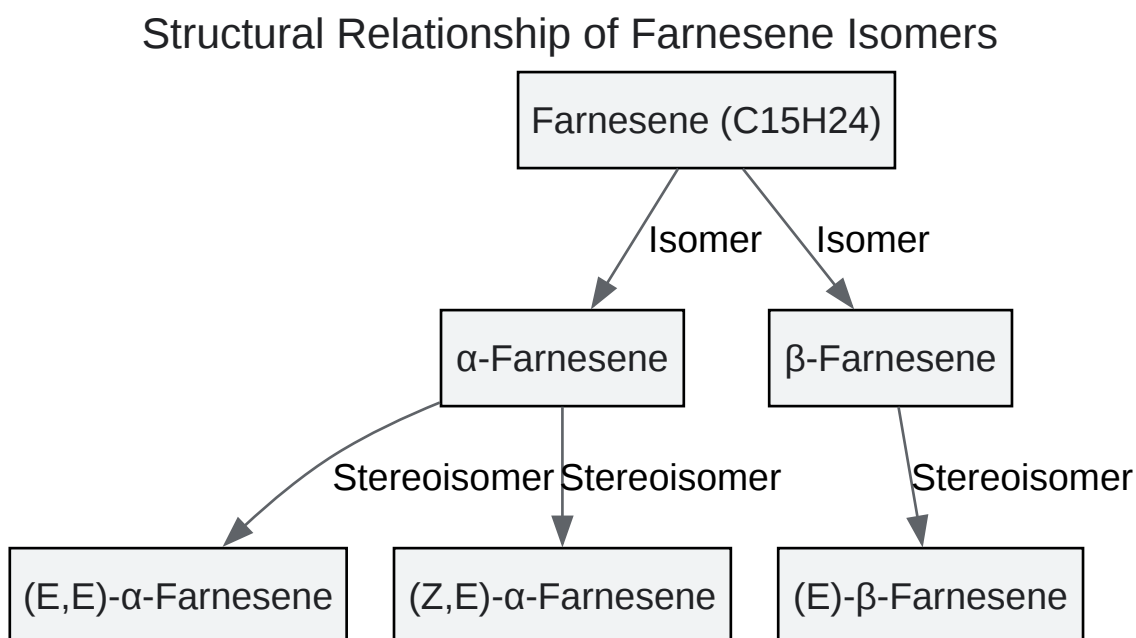 Structural Relationship of Farnesene Isomers
Farnesene (C15H24)
Isomer
Isomer
α-Farnesene
β-Farnesene
Stereoisomer
Stereoisomer
Stereoisomer
(E,E)-α-Farnesene
(Z,E)-α-Farnesene
(E)-β-Farnesene